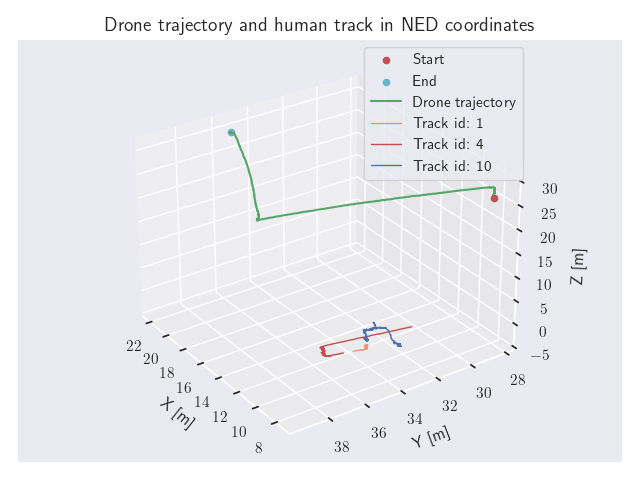 Drone trajectory and human track in NED coordinates
Start
End
Drone trajectory
Track id: 1
Track id: 4
Track id: 10
30
25
20
15
10
5
0
−5
Z [m]
22
20
18
16
14
12
10
8
X [m]
38
36
34
32
30
28
Y [m]